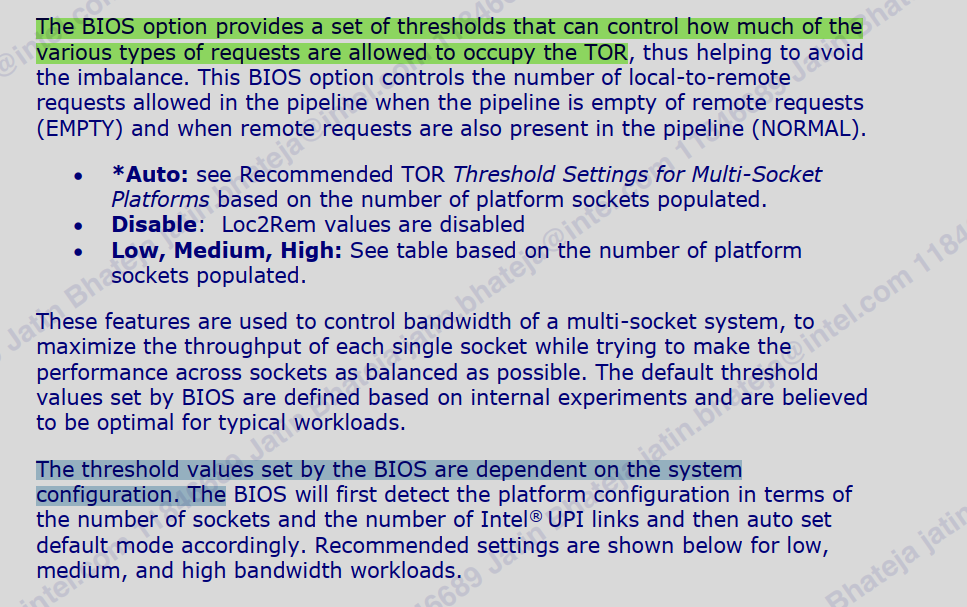 The BIOS option provides a set of thresholds that can control how much of the
various types of requests are allowed to occupy the TOR, thus helping to avoid
the imbalance. This BIOS option controls the number of local-to-remote
requests allowed in the pipeline when the pipeline is empty of remote requests
(EMPTY) and when remote requests are also present in the pipeline (NORMAL).
• *Auto: see Recommended TOR Threshold Settings for Multi-Socket
Platforms based on the number of platform sockets populated.
• Disable: Loc2Rem values are disabled
• Low, Medium, High: See table based on the number of platform
sockets populated.
These features are used to control bandwidth of a multi-socket system, to
maximize the throughput of each single socket while trying to make the
performance across sockets as balanced as possible. The default threshold
values set by BIOS are defined based on internal experiments and are believed
to be optimal for typical workloads.
The threshold values set by the BIOS are dependent on the system
configuration. The BIOS will first detect the platform configuration in terms of
the number of sockets and the number of Intel® UPI links and then auto set
default mode accordingly. Recommended settings are shown below for low,
medium, and high bandwidth workloads.